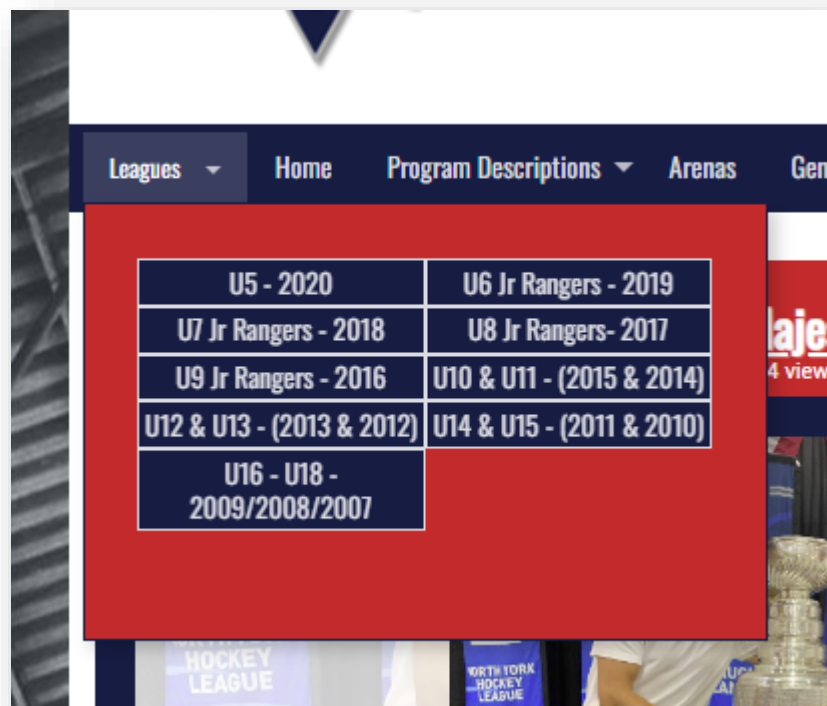 Leagues
Home
Program Descriptions
Arenas
U5 - 2020
U6 Jr Rangers - 2019
U7 Jr Rangers - 2018
U8 Jr Rangers- 2017
U9 Jr Rangers - 2016
U10 & U11 - (2015 & 2014)
U12 & U13 - (2013 & 2012)
U14 & U15 - (2011 & 2010)
U16 - U18 -
2009/2008/2007
4 view
HOCKEY
LEAGUE
NORTH YORK
HOCKEY
LEAGUE